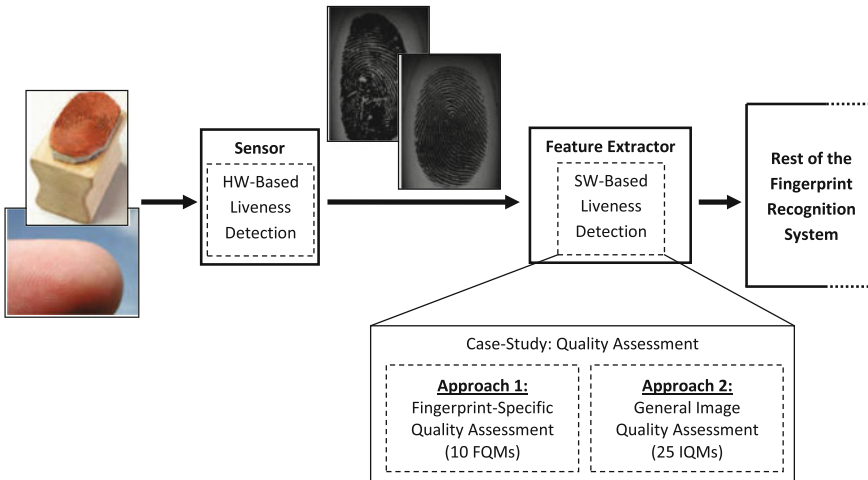 Sensor
HW-Based
Liveness
Detection
Feature Extractor
SW-Based
Liveness
Detection
Rest of the
Fingerprint
Recognition
System
Case-Study: Quality Assessment
Approach 1:
Fingerprint-Specific
Quality Assessment
(10 FQMs)
Approach 2:
General Image
Quality Assessment
(25 IQMs)